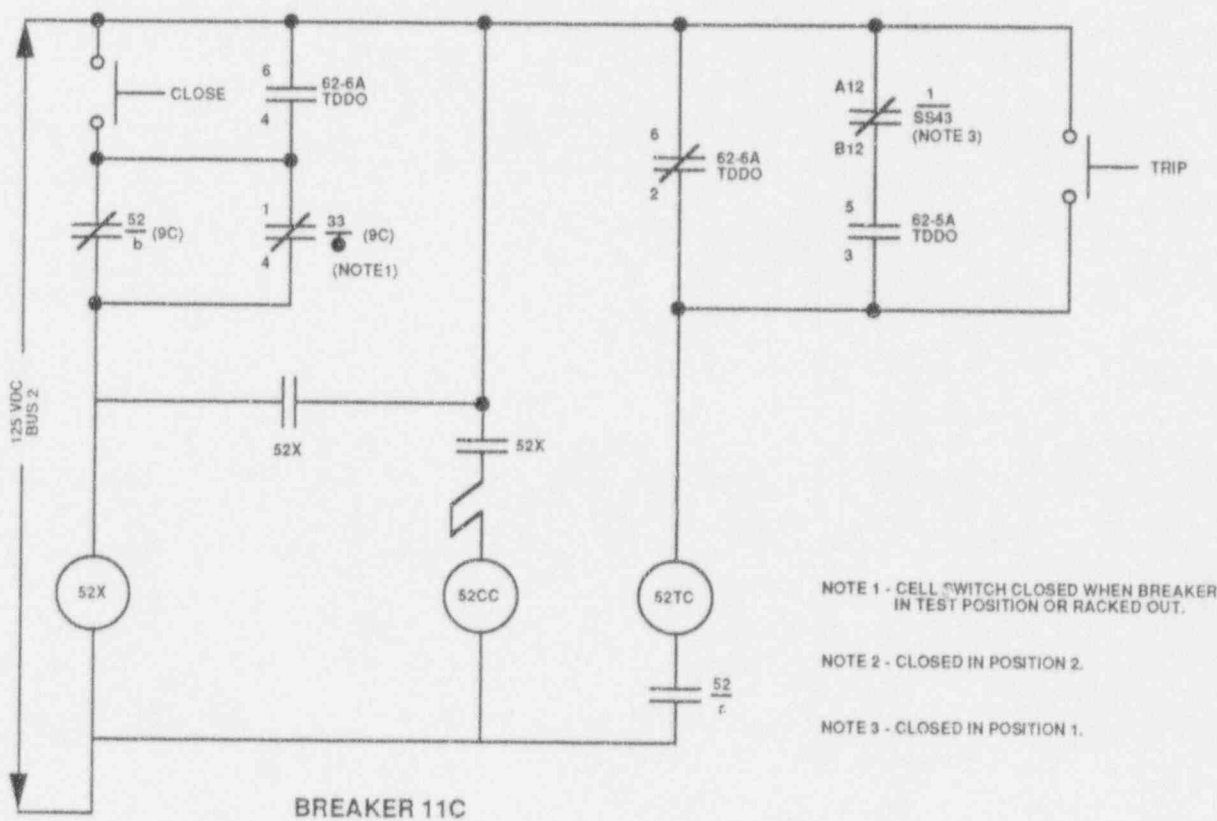 CLOSE
6
62-6A
TDDO
4
52
b
(9C)
1
33
(9C)
4
(NOTE1)
125 VDC
BUS 2
52X
52X
52X
52CC
6
62-6A
TDDO
2
A12
1
SS43
(NOTE 3)
B12
5
62-5A
TDDO
3
TRIP
52TC
52
NOTE 1 - CELL SWITCH CLOSED WHEN BREAKER
IN TEST POSITION OR RACKED OUT.
NOTE 2 - CLOSED IN POSITION 2.
NOTE 3 - CLOSED IN POSITION 1.
BREAKER 11C